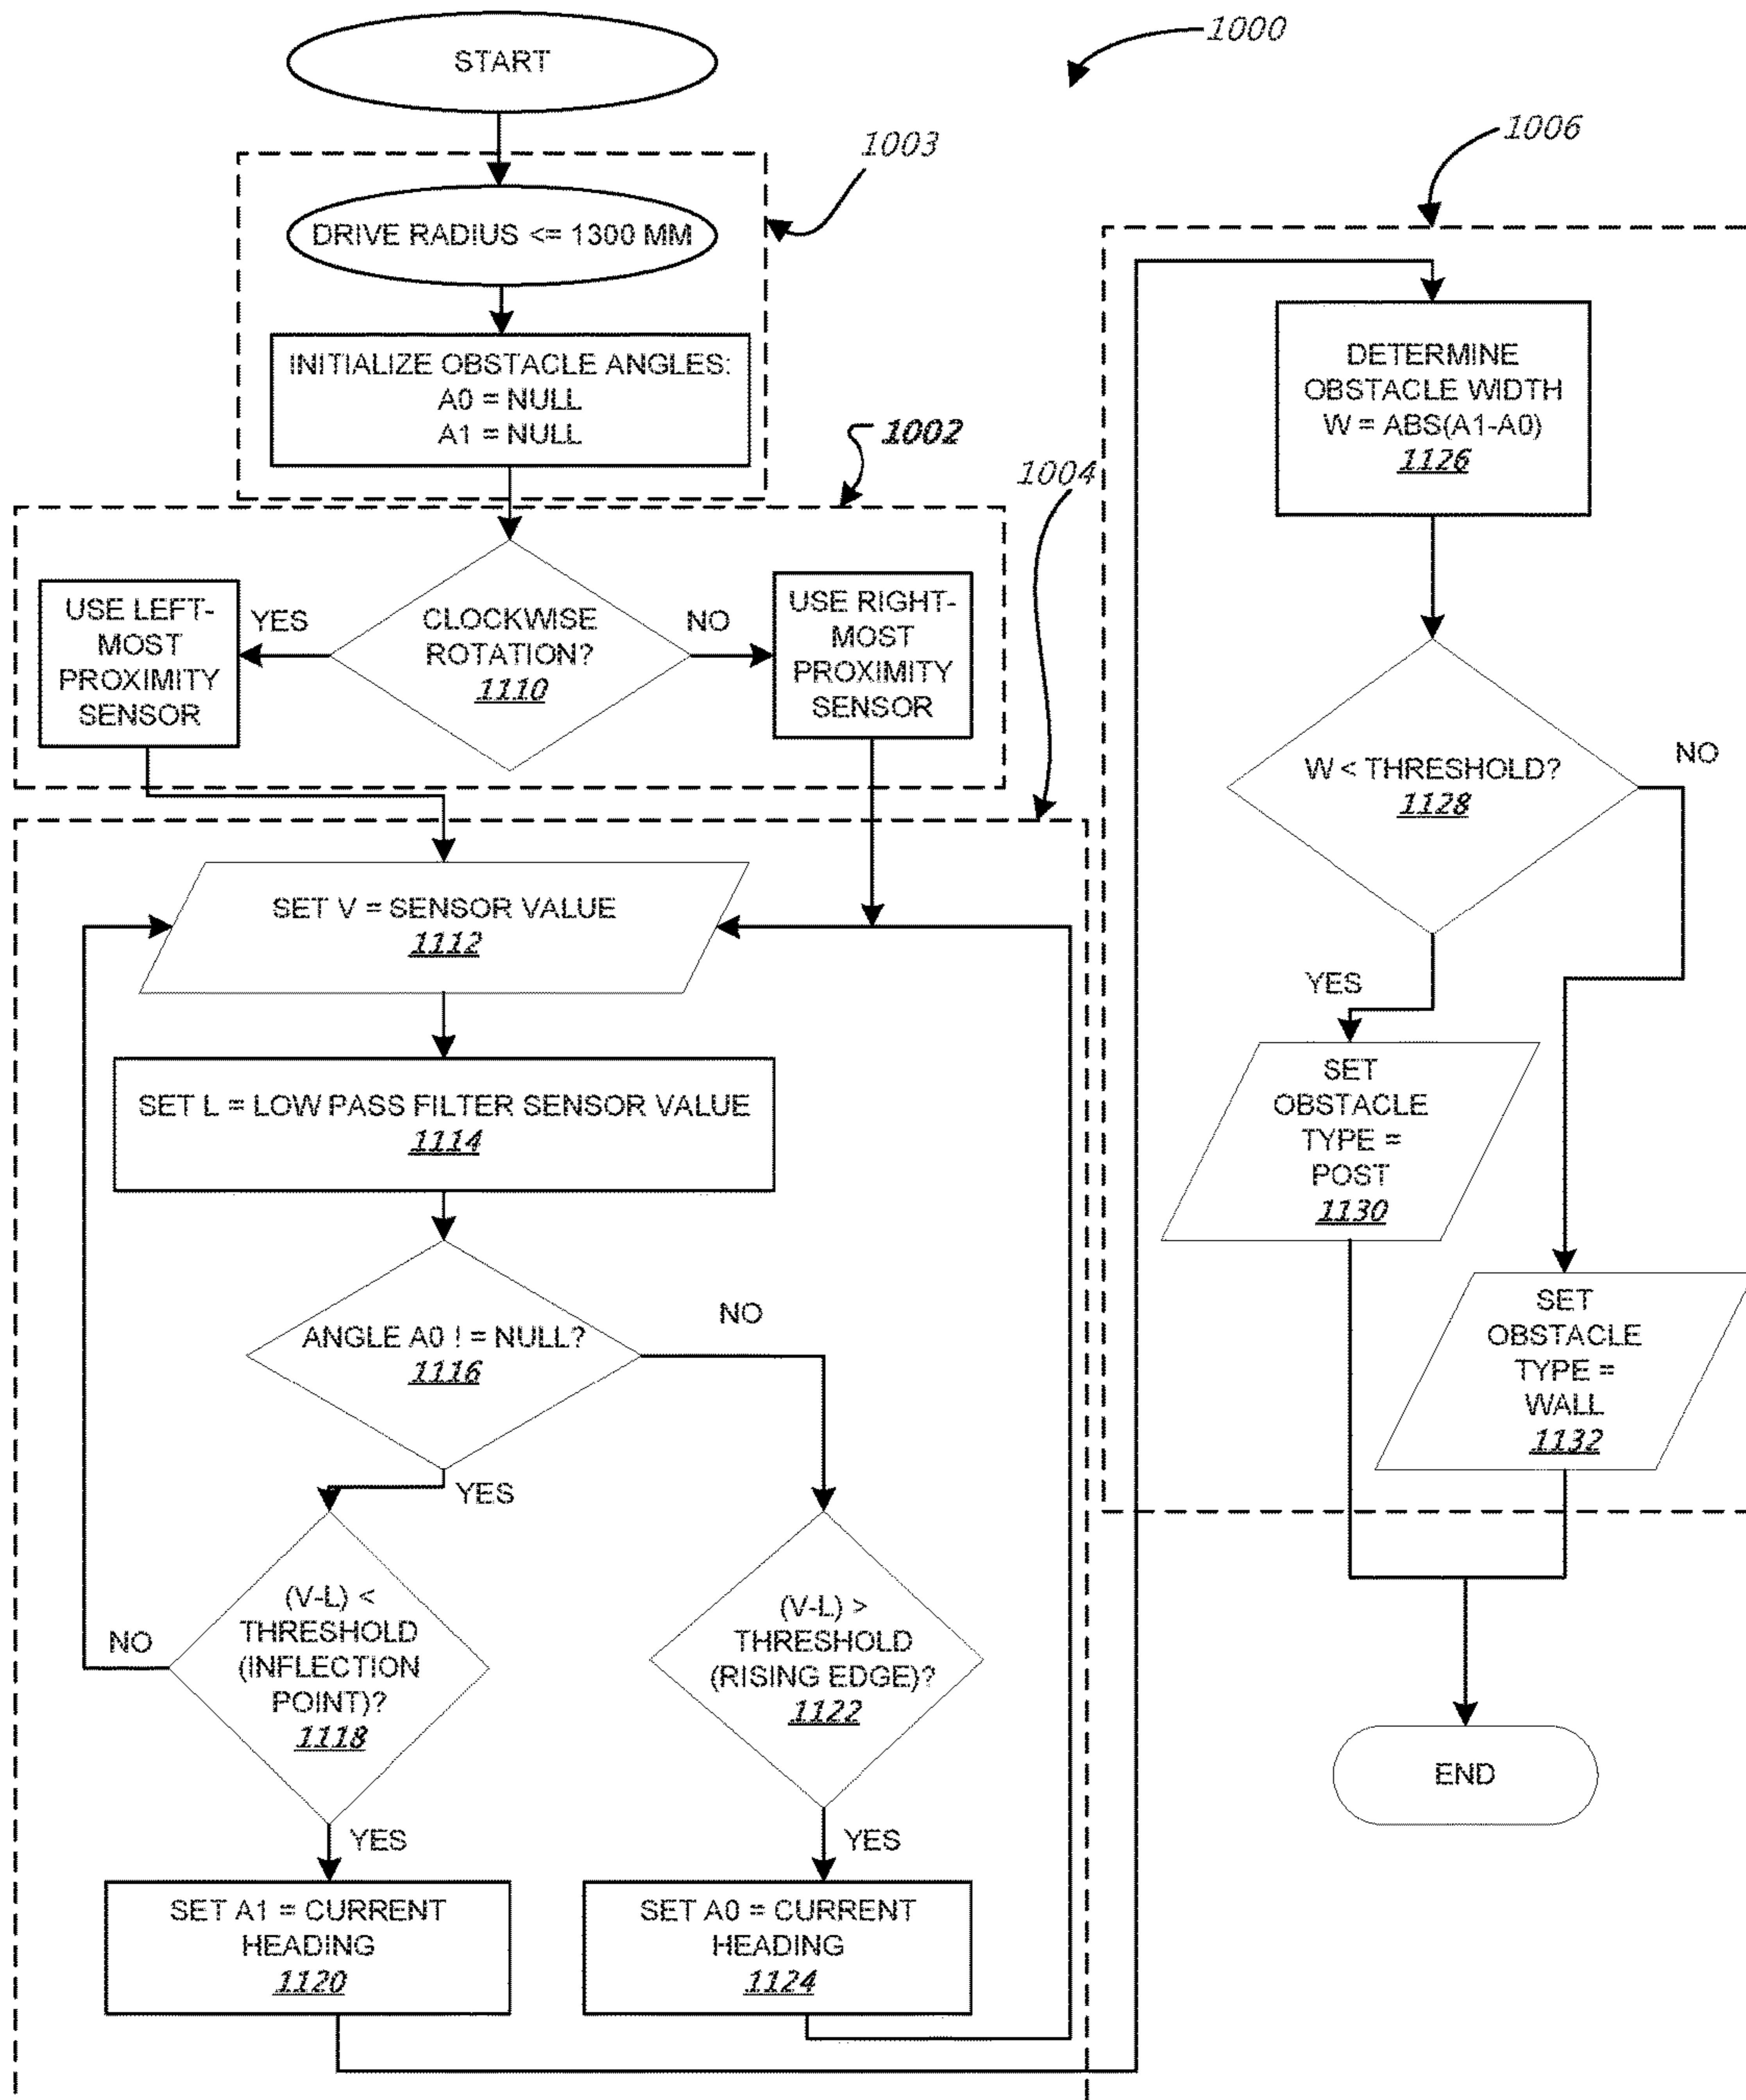 1000
START
1003
DRIVE RADIUS <= 1300 MM
INITIALIZE OBSTACLE ANGLES:
A0 = NULL
A1 = NULL
1002
1004
CLOCKWISE
ROTATION?
1110
YES
NO
USE LEFT-
MOST
PROXIMITY
SENSOR
USE RIGHT-
MOST
PROXIMITY
SENSOR
SET V = SENSOR VALUE
1112
SET L = LOW PASS FILTER SENSOR VALUE
1114
ANGLE A0 ! = NULL?
1116
NO
YES
(V-L) <
THRESHOLD
(INFLECTION
POINT)?
1118
NO
YES
(V-L) >
THRESHOLD
(RISING EDGE)?
1122
YES
SET A1 = CURRENT
HEADING
1120
SET A0 = CURRENT
HEADING
1124
1006
DETERMINE
OBSTACLE WIDTH
W = ABS(A1-A0)
1126
W < THRESHOLD?
1128
NO
YES
SET
OBSTACLE
TYPE =
POST
1130
SET
OBSTACLE
TYPE =
WALL
1132
END